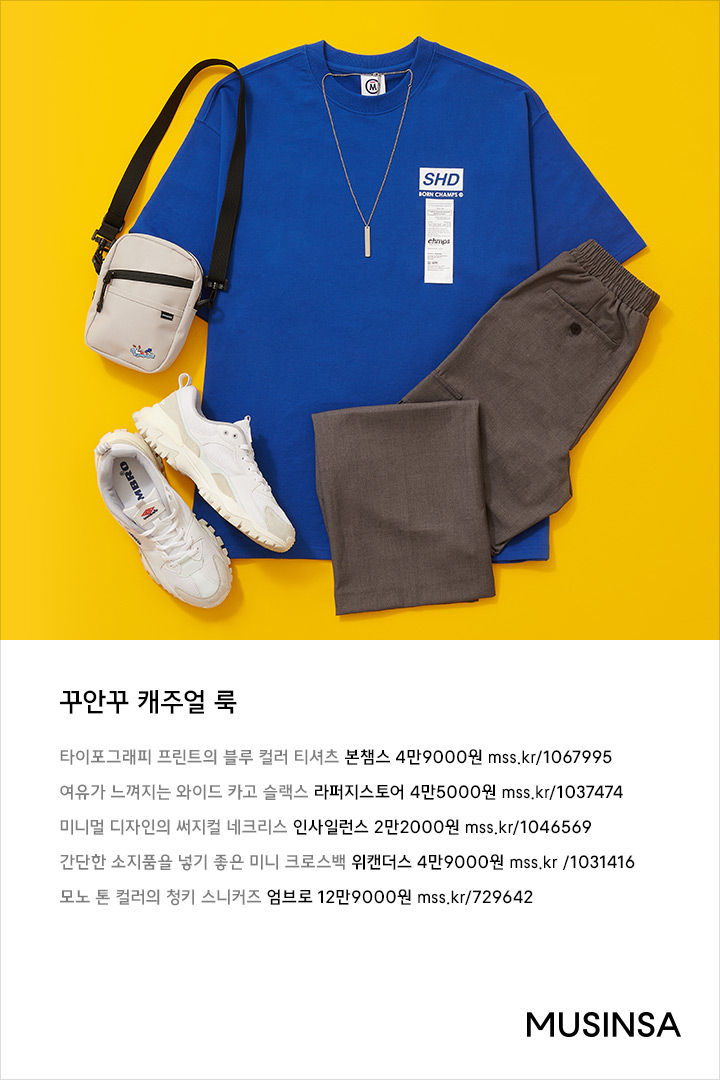 M
SHD
BORN CHAMPS ®
chmps
MBRO
꾸안꾸 캐주얼 룩
타이포그래피 프린트의 블루 컬러 티셔츠 본챔스 4만9000원 mss.kr/1067995
여유가 느껴지는 와이드 카고 슬랙스 라퍼지스토어 4만5000원 mss.kr/1037474
미니멀 디자인의 써지컬 네크리스 인사일런스 2만2000원 mss.kr/1046569
간단한 소지품을 넣기 좋은 미니 크로스백 위캔더스 4만9000원 mss.kr /1031416
모노 톤 컬러의 청키 스니커즈 엄브로 12만9000원 mss.kr/729642
MUSINSA